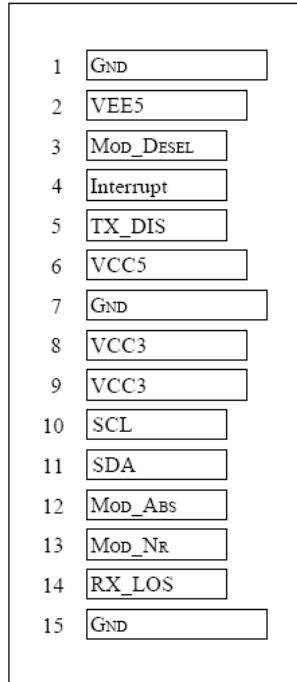 1 GND
2 VEE5
3 MOD_DESEL
4 Interrupt
5 TX_DIS
6 VCC5
7 GND
8 VCC3
9 VCC3
10 SCL
11 SDA
12 MOD_ABS
13 MOD_NR
14 RX_LOS
15 GND